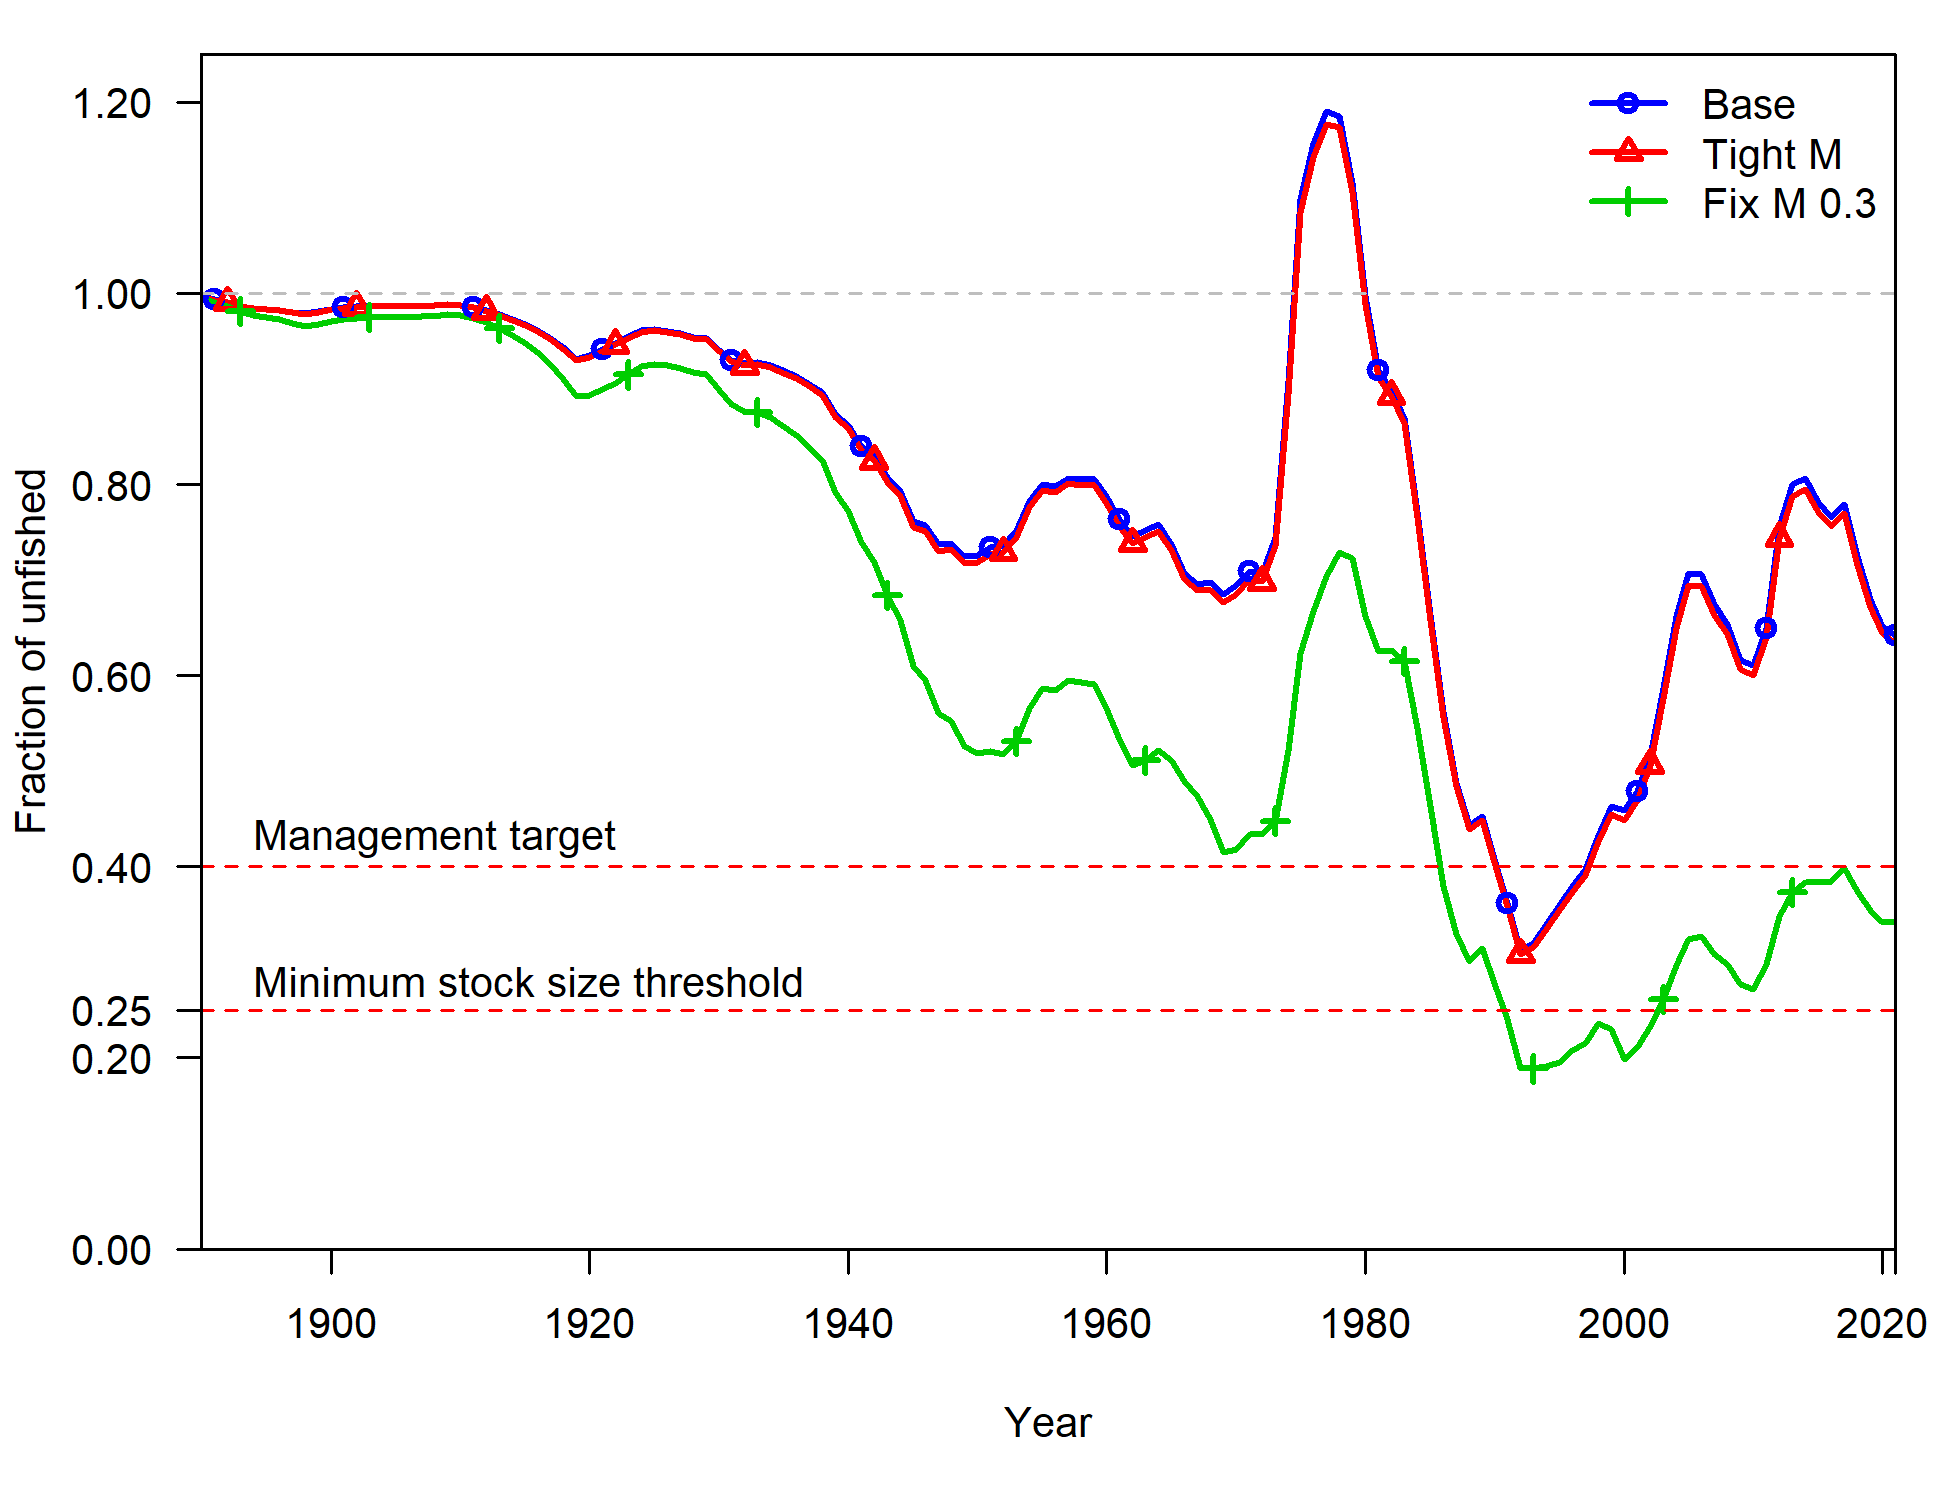 Base
Tight M
Fix M 0.3
1.20
1.00
0.80
0.60
0.40
0.25
0.20
0.00
Fraction of unfished
Management target
Minimum stock size threshold
1900 1920 1940 1960 1980 2000 2020
Year